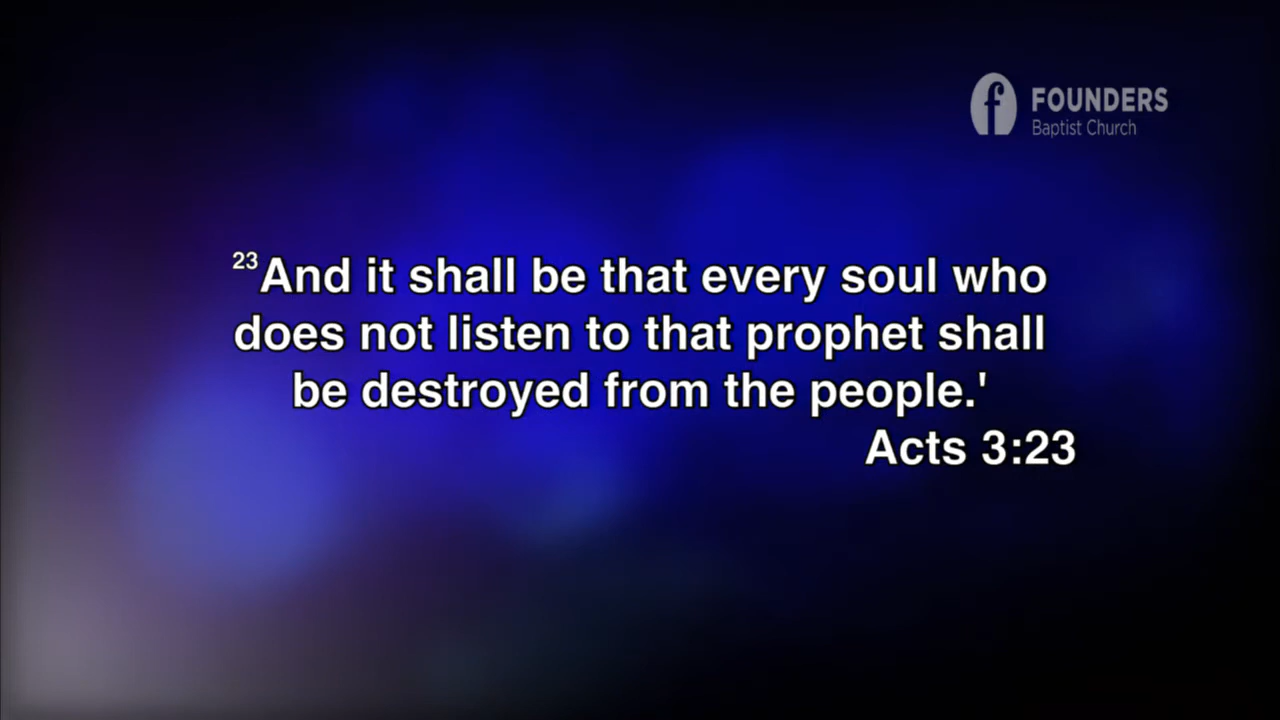 FOUNDERS
Baptist Church
23And it shall be that every soul who
does not listen to that prophet shall
be destroyed from the people.'
Acts 3:23